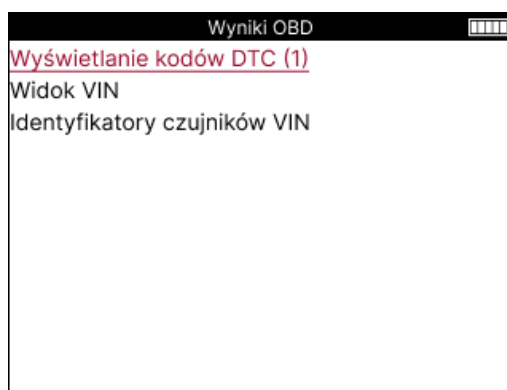 Wyniki OBD
Wyświetlanie kodów DTC (1)
Widok VIN
Identyfikatory czujników VIN